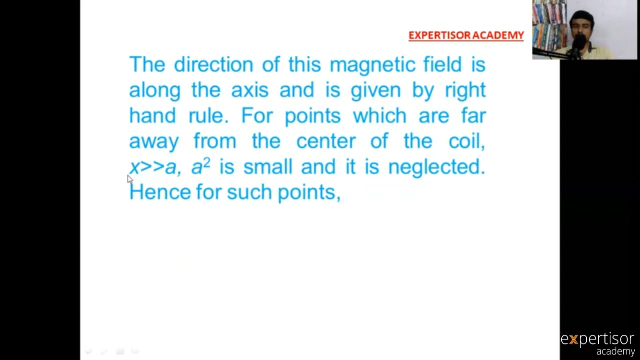 EXPERTISOR ACADEMY
The direction of this magnetic field is
along the axis and is given by right
hand rule. For points which are far
away from the center of the coil,
x>>a, a² is small and it is neglected.
Hence for such points,
expertisor
academy